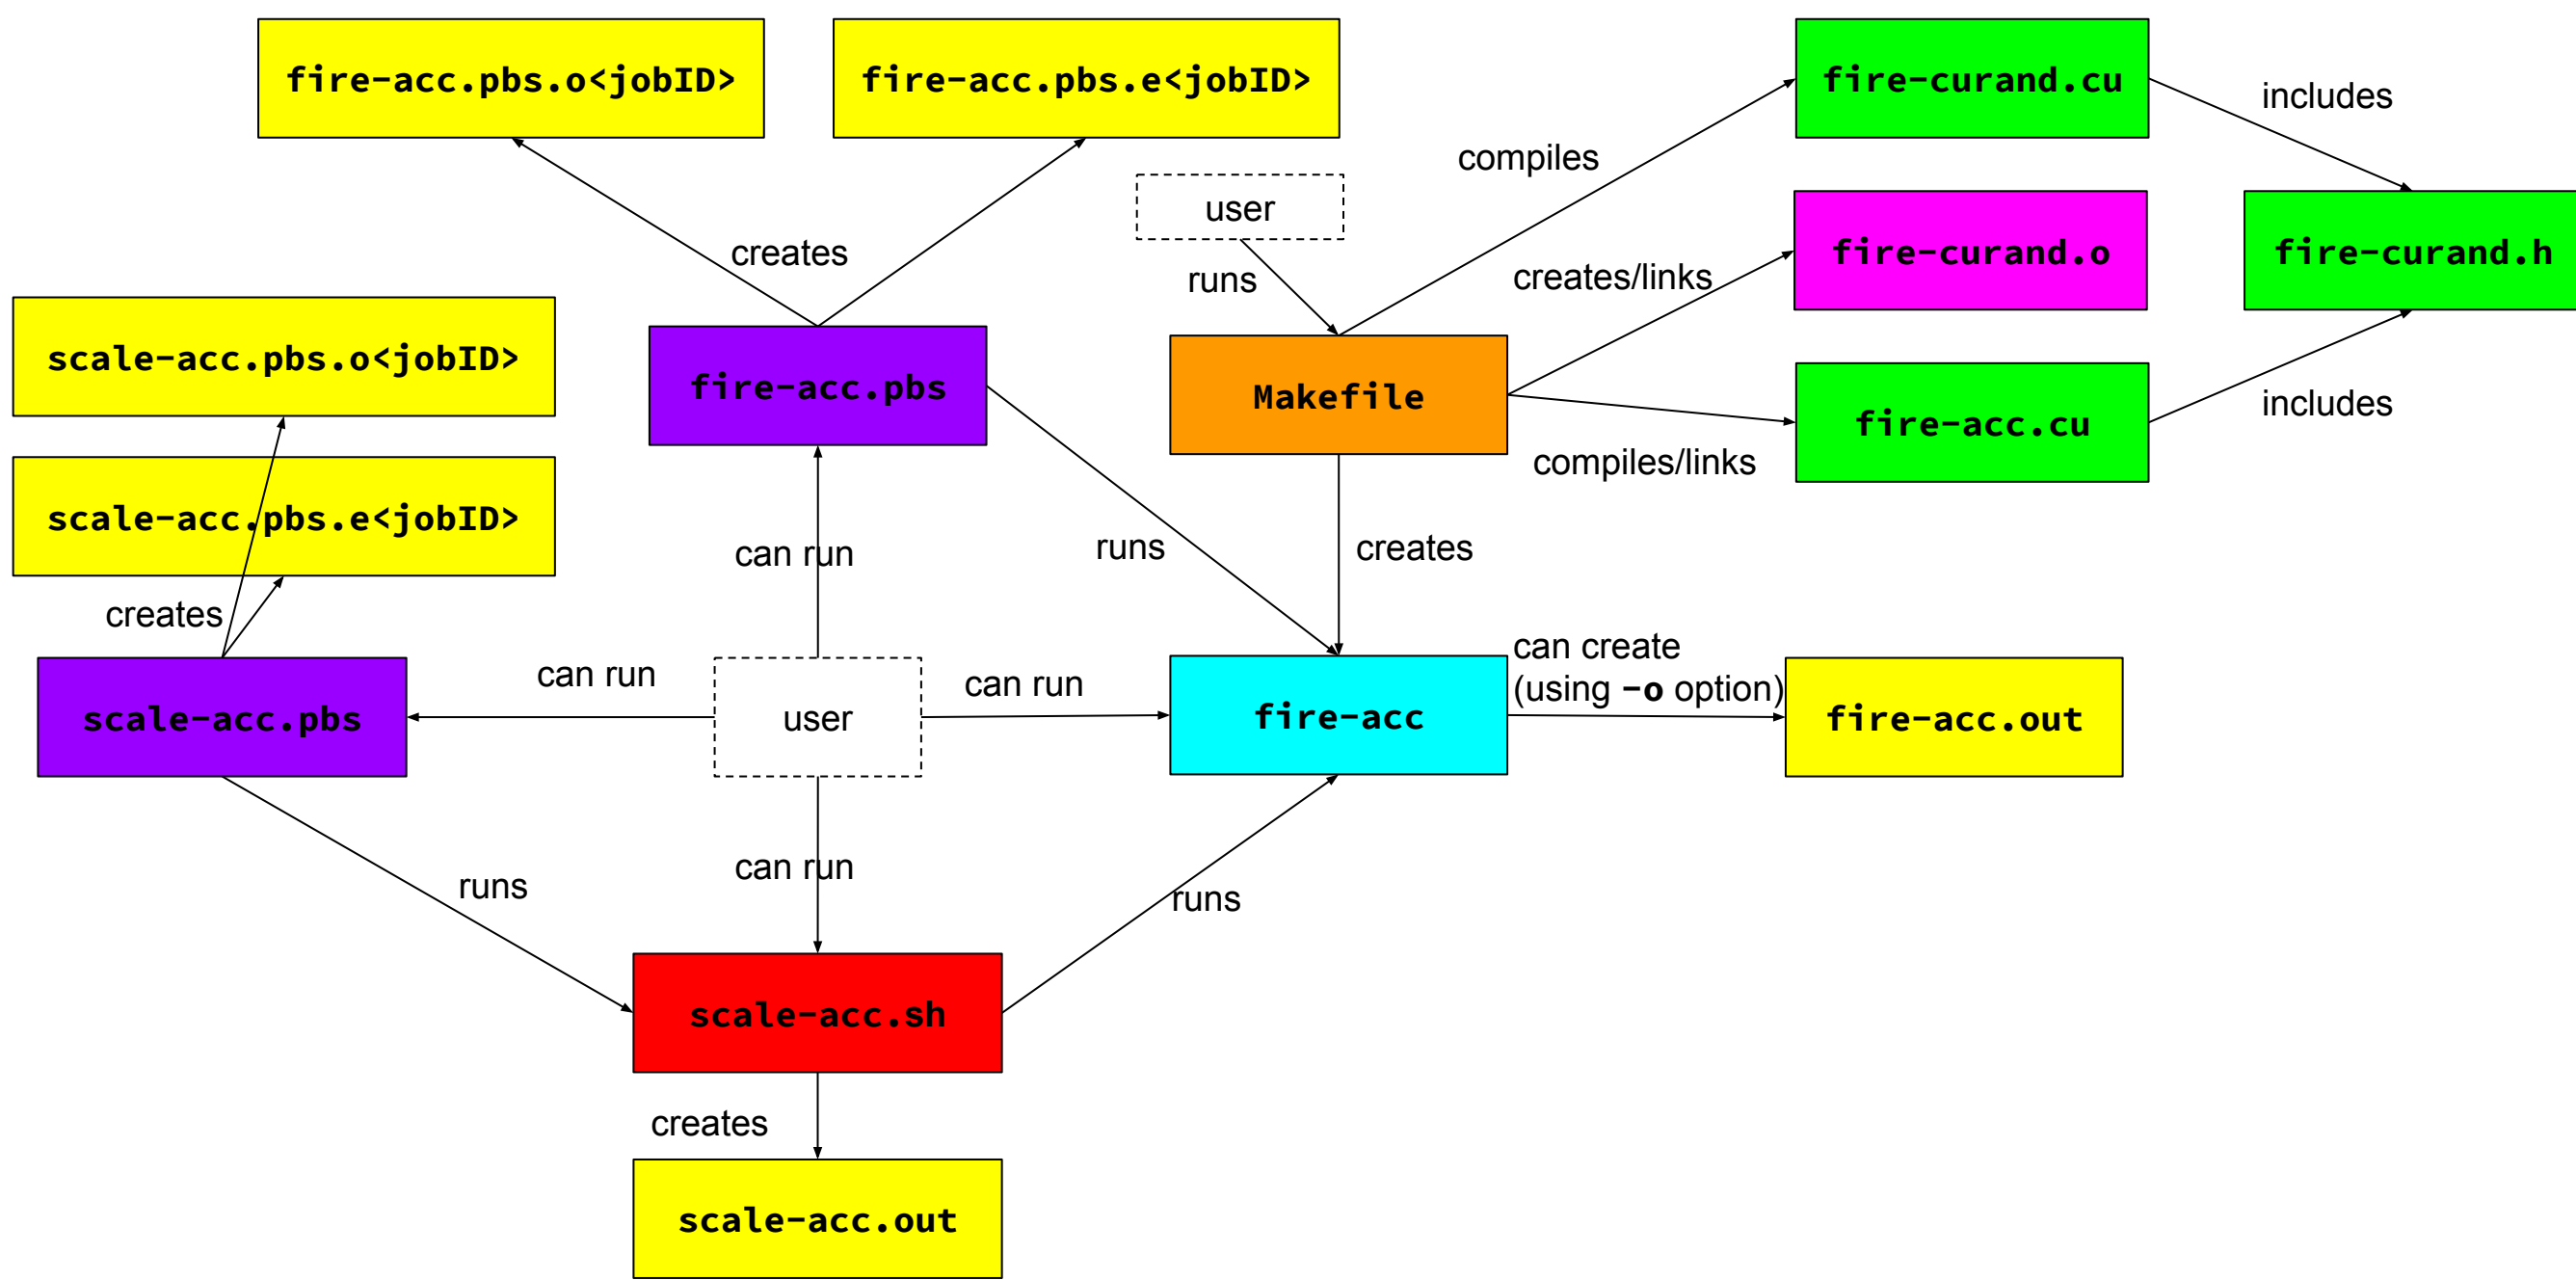 fire-acc.pbs.o<jobID>
fire-acc.pbs.e<jobID>
fire-curand.cu
includes
compiles
user
creates
runs
creates/links
fire-curand.o
fire-curand.h
scale-acc.pbs.o<jobID>
fire-acc.pbs
Makefile
fire-acc.cu
includes
compiles/links
scale-acc.pbs.e<jobID>
can run
runs
creates
creates
can run
can run
can create
(using -o option)
scale-acc.pbs
user
fire-acc
fire-acc.out
runs
can run
runs
scale-acc.sh
creates
scale-acc.out